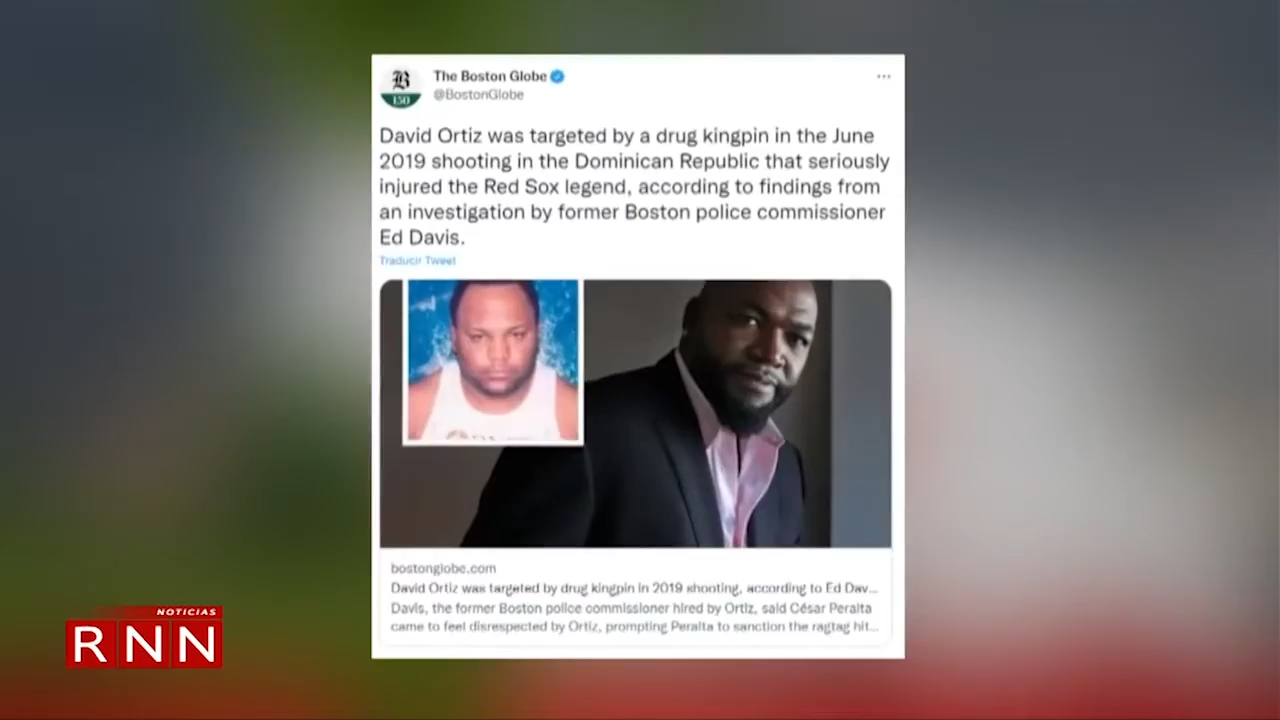 The Boston Globe
@BostonGlobe
B
150
David Ortiz was targeted by a drug kingpin in the June
2019 shooting in the Dominican Republic that seriously
injured the Red Sox legend, according to findings from
an investigation by former Boston police commissioner
Ed Davis.
Traducir Tweet
bostonglobe.com
David Ortiz was targeted by drug kingpin in 2019 shooting, according to Ed Dav...
Davis, the former Boston police commissioner hired by Ortiz, said César Peralta
came to feel disrespected by Ortiz, prompting Peralta to sanction the ragtag hit...
NOTICIAS
RNN